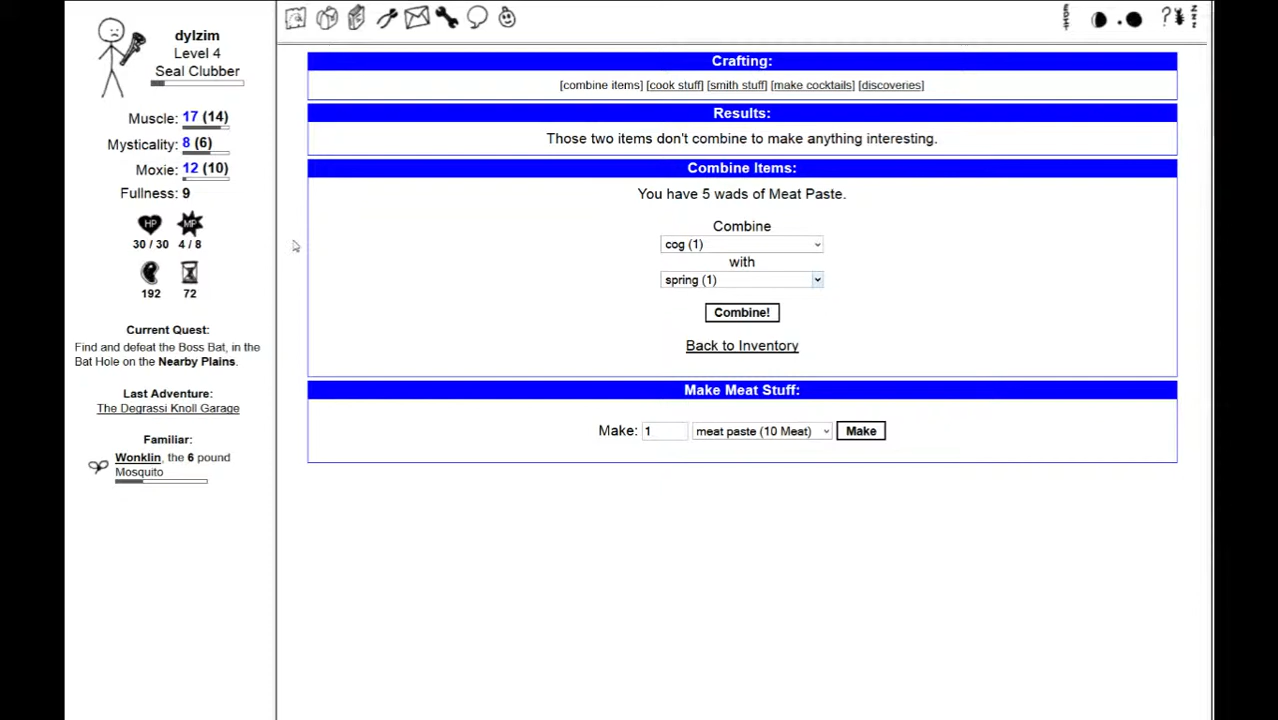 dylzim
Level 4
Seal Clubber
Muscle: 17 (14)
Mysticality: 8 (6)
Moxie: 12 (10)
Fullness: 9
HP MP
30 / 30 4 / 8
192 72
Current Quest:
Find and defeat the Boss Bat, in the
Bat Hole on the Nearby Plains.
Last Adventure:
The Degrassi Knoll Garage
Familiar:
Wonklin, the 6 pound
Mosquito
Crafting:
[combine items] [cook stuff] [smith stuff] [make cocktails] [discoveries]
Results:
Those two items don't combine to make anything interesting.
Combine Items:
You have 5 wads of Meat Paste.
Combine
cog (1)
with
spring (1)
Combine!
Back to Inventory
Make Meat Stuff:
Make: 1 meat paste (10 Meat) Make